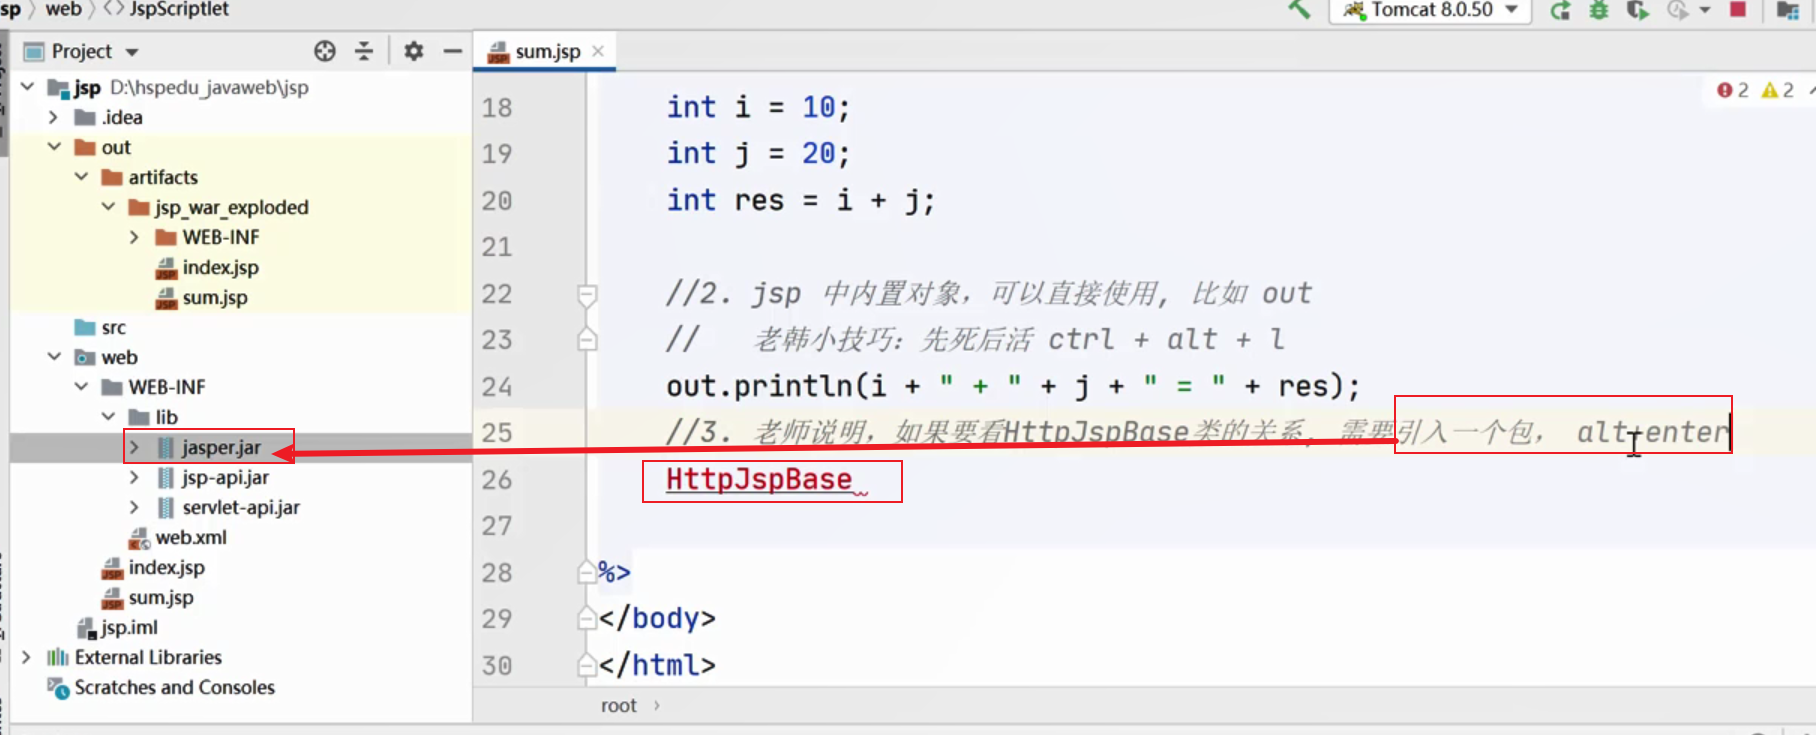 sp web JspScriptlet
Tomcat 8.0.50
Project
sum.jsp
jsp D:\hspedu_javaweb\jsp
.idea
out
artifacts
jsp_war_exploded
WEB-INF
index.jsp
sum.jsp
src
web
WEB-INF
lib
jasper.jar
jsp-api.jar
servlet-api.jar
web.xml
index.jsp
sum.jsp
jsp.iml
External Libraries
Scratches and Consoles
2 2
18 int i = 10;
19 int j = 20;
20 int res = i + j;
21
22 //2. jsp 中内置对象，可以直接使用, 比如 out
23 // 老韩小技巧：先死后活 ctrl + alt + l
24 out.println(i + " + " + j + " = " + res);
25 //3. 老师说明，如果要看HttpJspBase类的关系, 需要引入一个包， alt+enter
26 HttpJspBase
27
28 %>
29 </body>
30 </html>
root